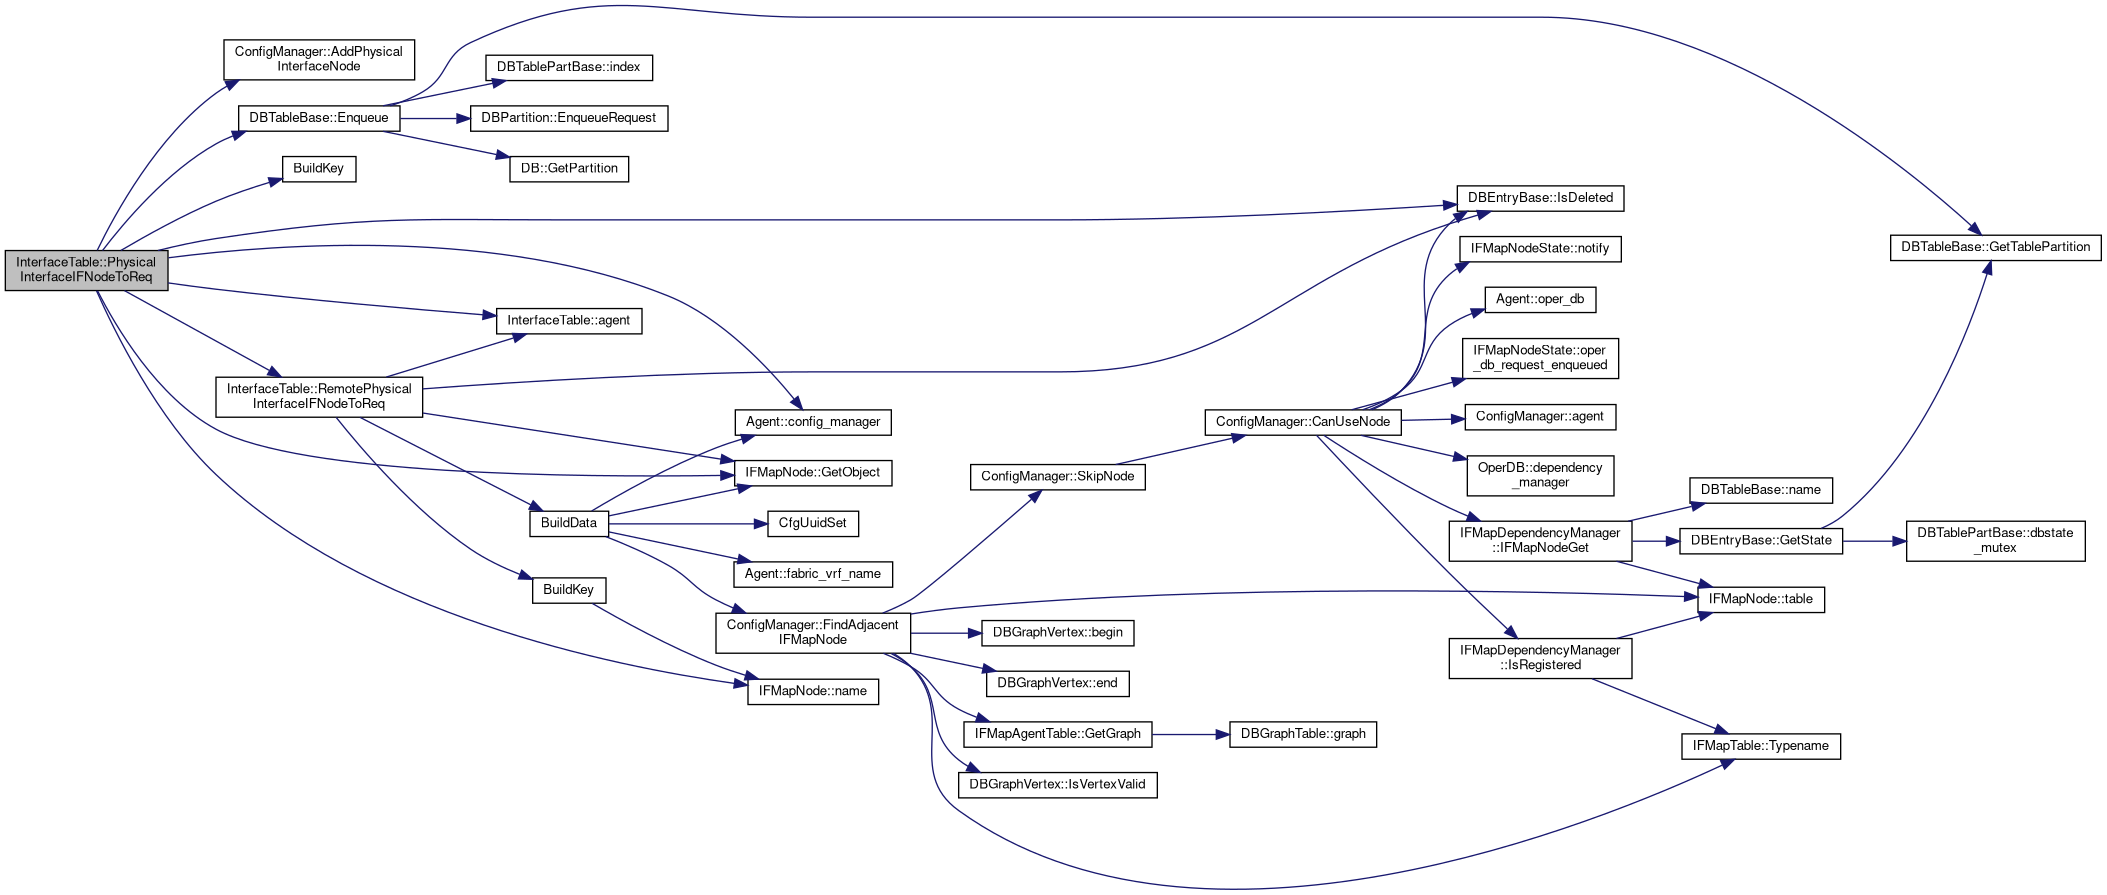 InterfaceTable::Physical
InterfaceIFNodeToReq
ConfigManager::AddPhysical
InterfaceNode
DBTableBase::Enqueue
BuildKey
DBTablePartBase::index
DBPartition::EnqueueRequest
DB::GetPartition
InterfaceTable::agent
InterfaceTable::RemotePhysical
InterfaceIFNodeToReq
Agent::config_manager
IFMapNode::GetObject
BuildData
CfgUuidSet
Agent::fabric_vrf_name
BuildKey
ConfigManager::FindAdjacent
IFMapNode
IFMapNode::name
ConfigManager::SkipNode
DBGraphVertex::begin
DBGraphVertex::end
IFMapAgentTable::GetGraph
DBGraphTable::graph
DBGraphVertex::IsVertexValid
ConfigManager::CanUseNode
DBEntryBase::IsDeleted
IFMapNodeState::notify
Agent::oper_db
IFMapNodeState::oper
_db_request_enqueued
ConfigManager::agent
OperDB::dependency
_manager
IFMapDependencyManager
::IFMapNodeGet
IFMapDependencyManager
::IsRegistered
DBTableBase::name
DBEntryBase::GetState
IFMapNode::table
IFMapTable::Typename
DBTableBase::GetTablePartition
DBTablePartBase::dbstate
_mutex